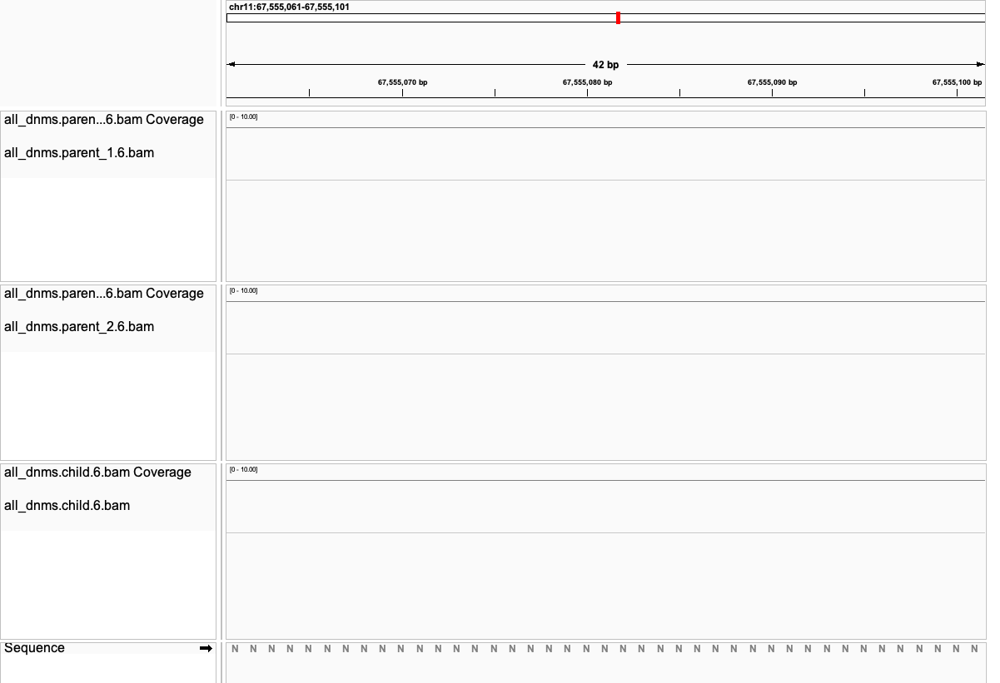 chr11:67,555,061-67,555,101
42 bp
67,555,070 bp 67,555,080 bp 67,555,090 bp 67,555,100 bp
all_dnms.paren...6.bam Coverage
[0 - 10.00]
all_dnms.parent_1.6.bam
all_dnms.paren...6.bam Coverage
[0 - 10.00]
all_dnms.parent_2.6.bam
all_dnms.child.6.bam Coverage
[0 - 10.00]
all_dnms.child.6.bam
Sequence N N N N N N N N N N N N N N N N N N N N N N N N N N N N N N N N N N N N N N N N N